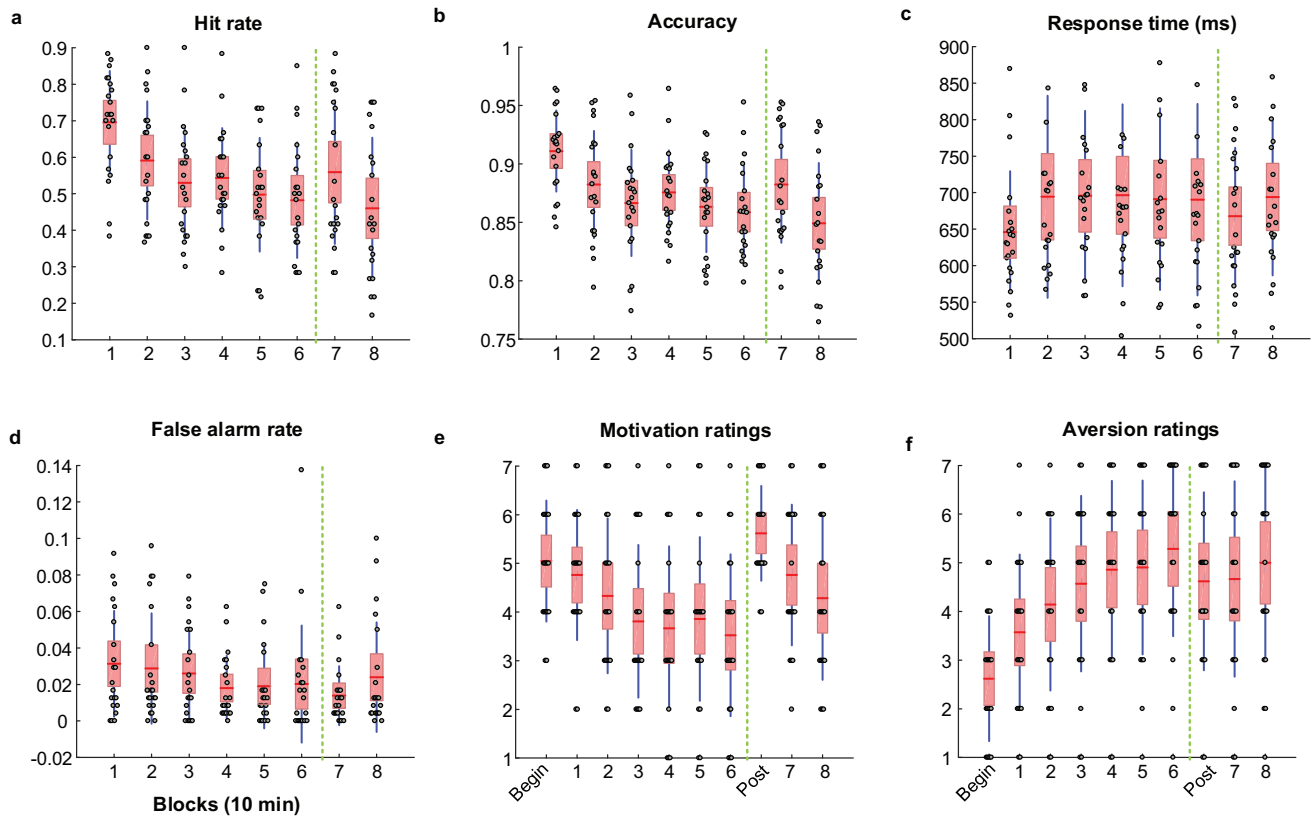 a
Hit rate
0.9
0.8
0.7
0.6
0.5
0.4
0.3
0.2
0.1
1 2 3 4 5 6 7 8
b
Accuracy
1
0.95
0.9
0.85
0.8
0.75
1 2 3 4 5 6 7 8
c
Response time (ms)
900
850
800
750
700
650
600
550
500
1 2 3 4 5 6 7 8
d
False alarm rate
0.14
0.12
0.1
0.08
0.06
0.04
0.02
0
-0.02
1 2 3 4 5 6 7 8
Blocks (10 min)
e
Motivation ratings
7
6
5
4
3
2
1
Begin 1 2 3 4 5 6 Post 7 8
f
Aversion ratings
7
6
5
4
3
2
1
Begin 1 2 3 4 5 6 Post 7 8